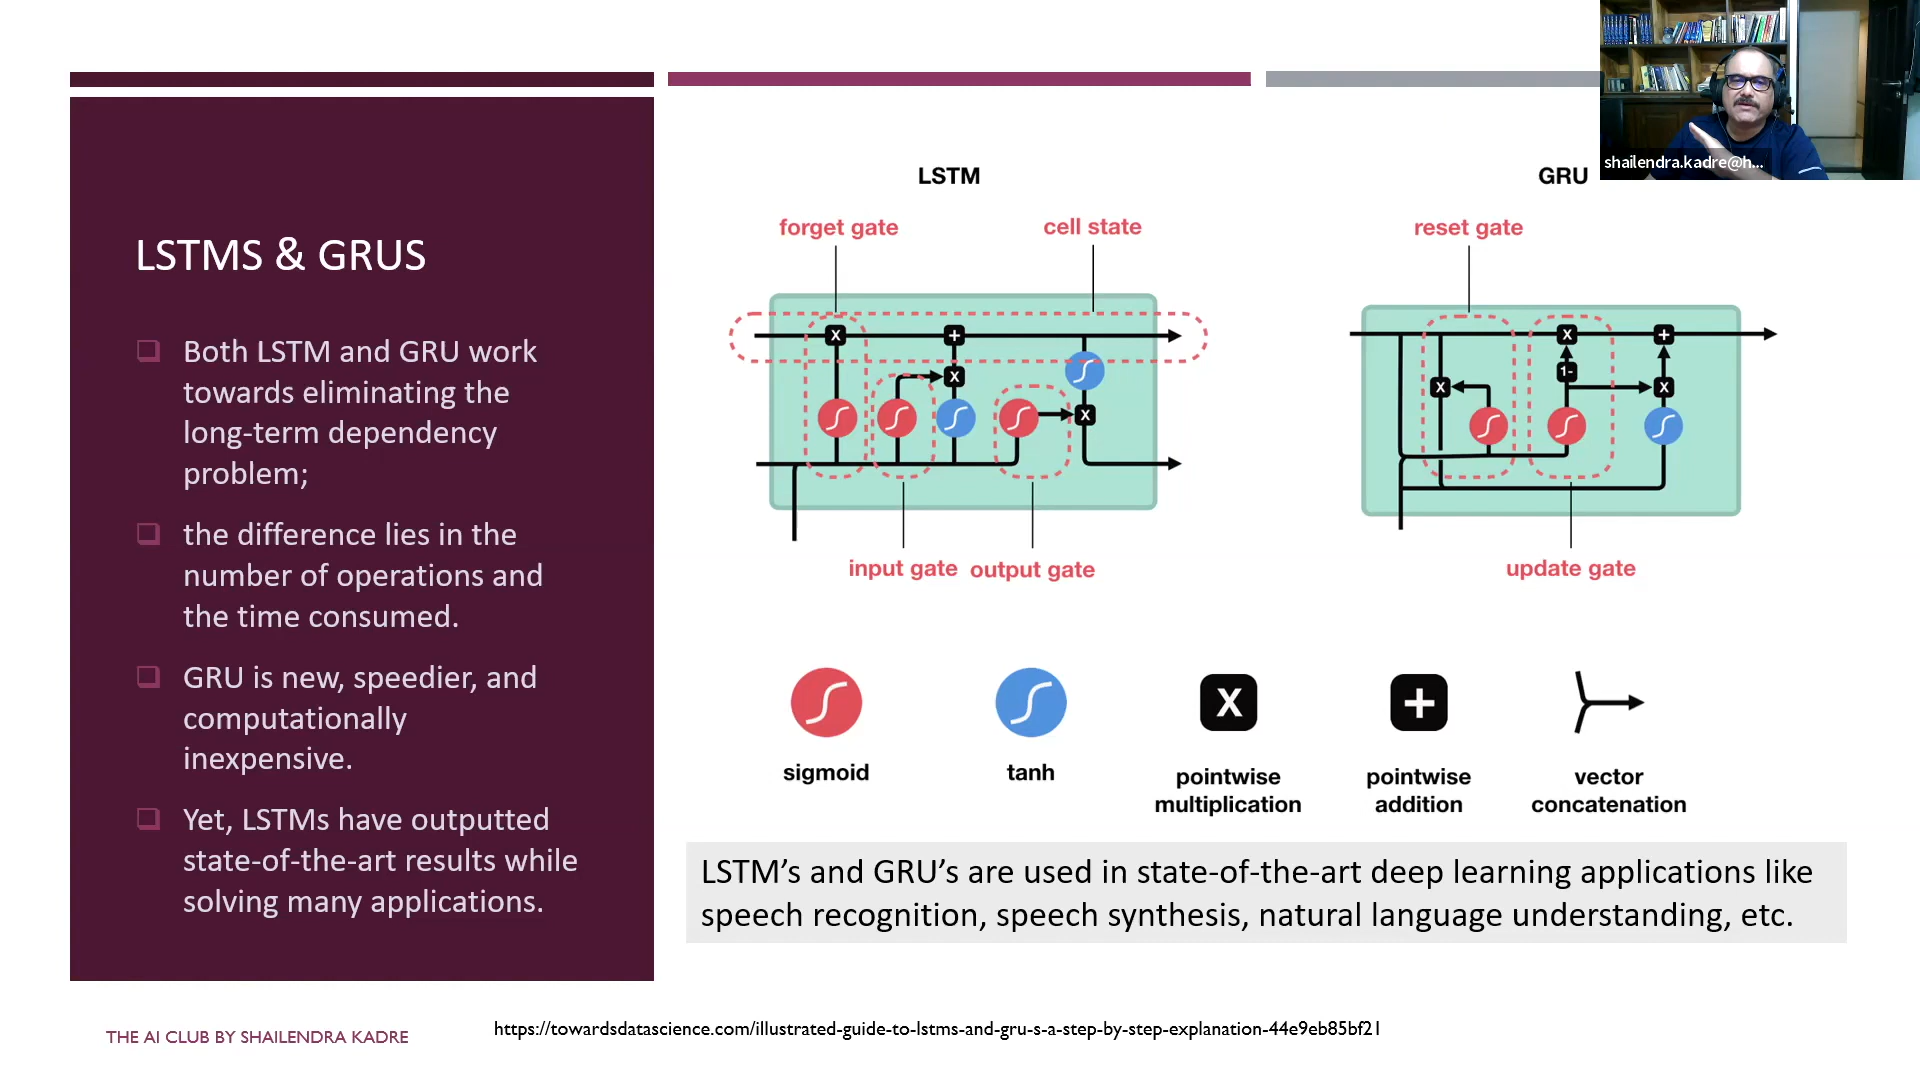 shailendra.kadre@h...
LSTMS & GRUS
Both LSTM and GRU work
towards eliminating the
long-term dependency
problem;
the difference lies in the
number of operations and
the time consumed.
GRU is new, speedier, and
computationally
inexpensive.
Yet, LSTMs have outputted
state-of-the-art results while
solving many applications.
LSTM
forget gate
cell state
X
+
X
X
input gate
output gate
GRU
reset gate
X
+
1-
X
X
update gate
X
+
sigmoid
tanh
pointwise
multiplication
pointwise
addition
vector
concatenation
LSTM’s and GRU’s are used in state-of-the-art deep learning applications like
speech recognition, speech synthesis, natural language understanding, etc.
THE AI CLUB BY SHAILENDRA KADRE
https://towardsdatascience.com/illustrated-guide-to-lstms-and-gru-s-a-step-by-step-explanation-44e9eb85bf21